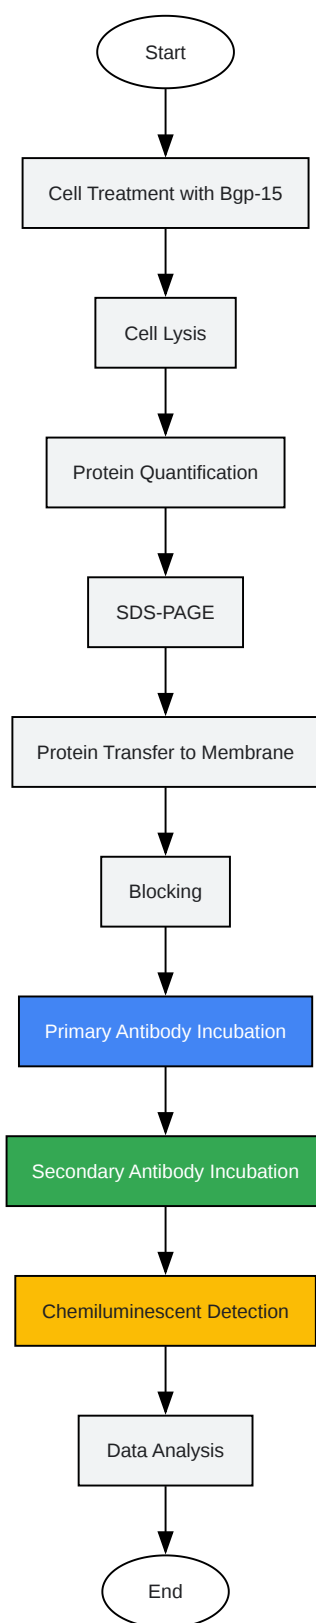 Start
Cell Treatment with Bgp-15
Cell Lysis
Protein Quantification
SDS-PAGE
Protein Transfer to Membrane
Blocking
Primary Antibody Incubation
Secondary Antibody Incubation
Chemiluminescent Detection
Data Analysis
End